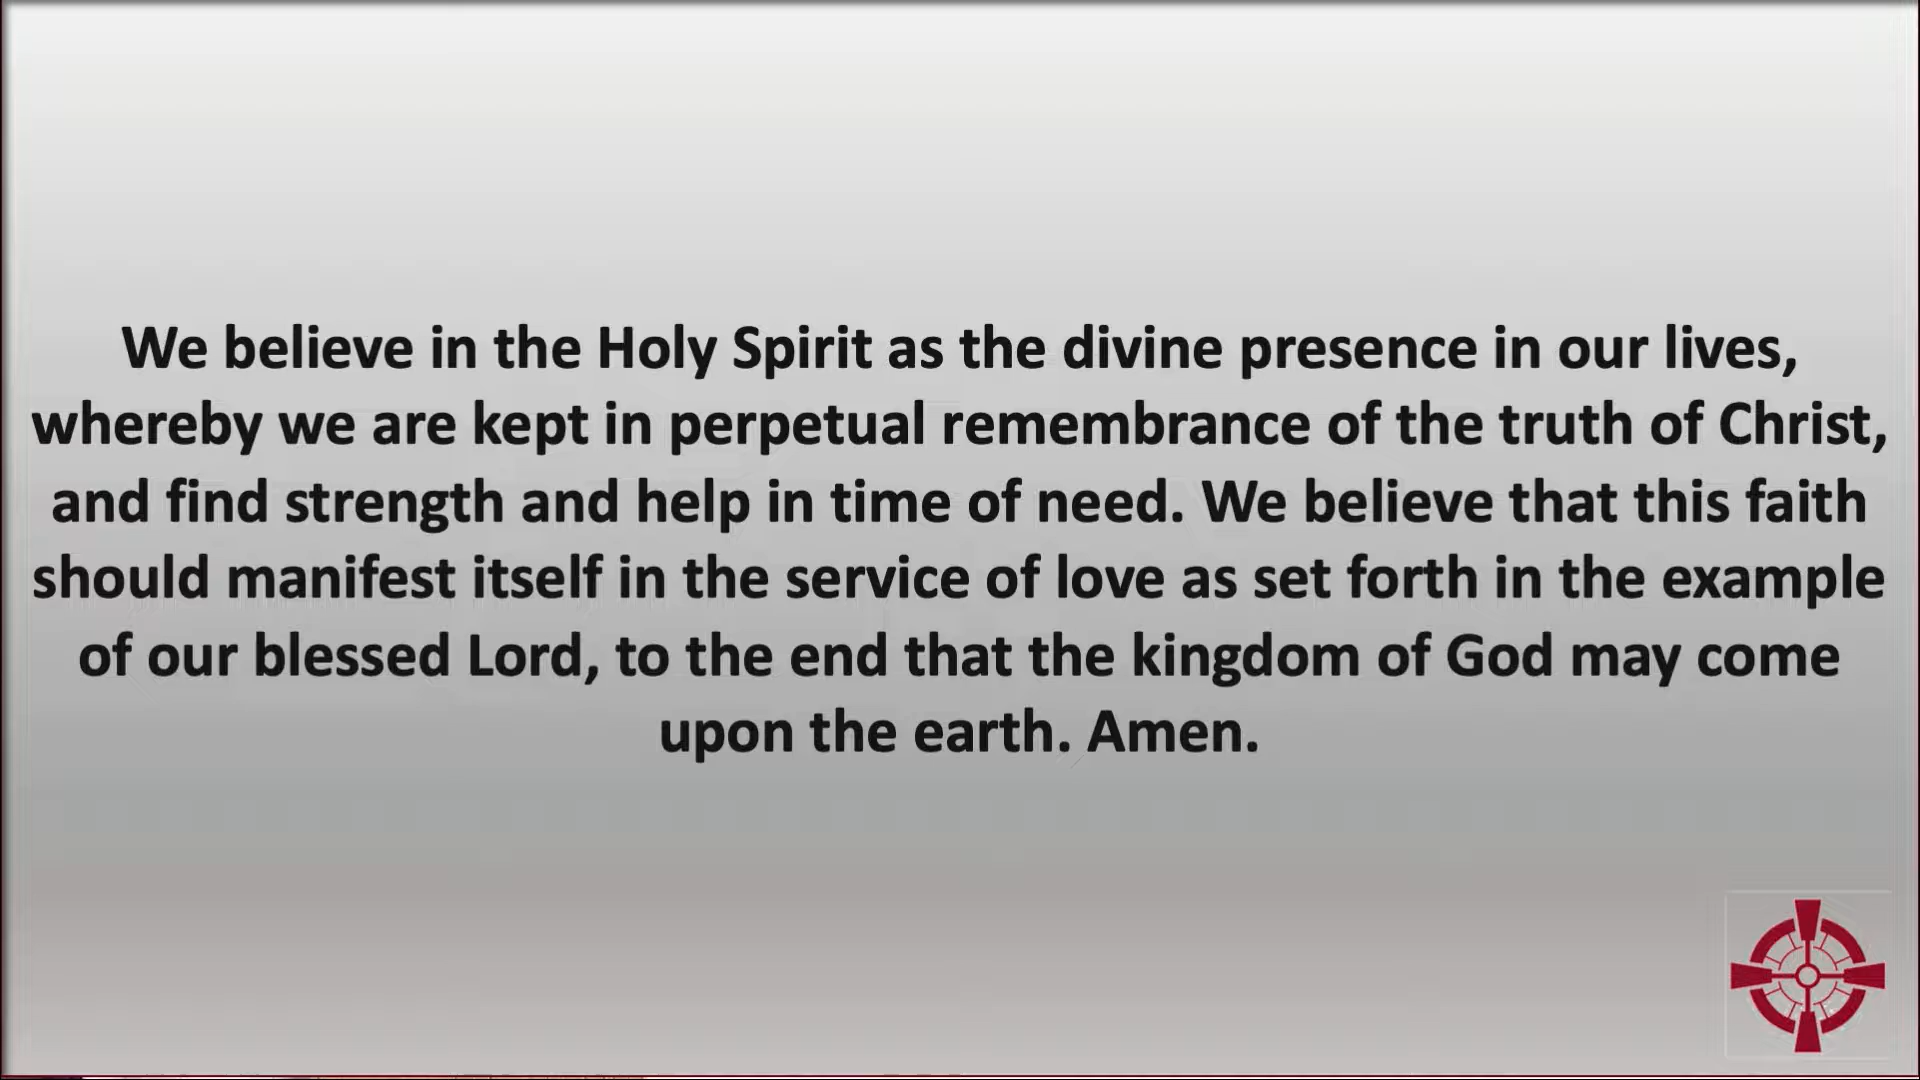 We believe in the Holy Spirit as the divine presence in our lives,
whereby we are kept in perpetual remembrance of the truth of Christ,
and find strength and help in time of need. We believe that this faith
should manifest itself in the service of love as set forth in the example
of our blessed Lord, to the end that the kingdom of God may come
upon the earth. Amen.